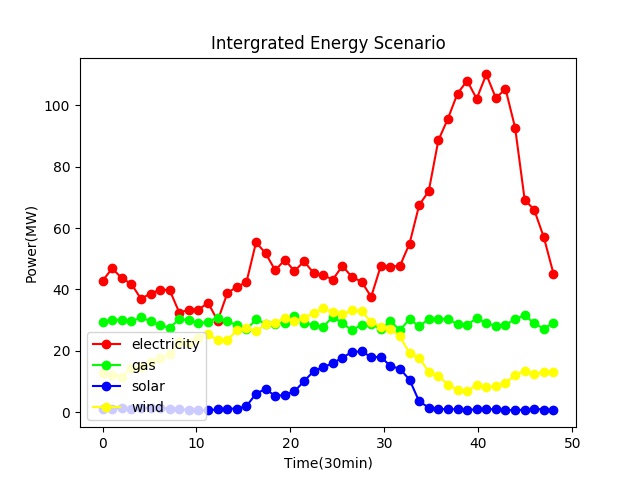 Intergrated Energy Scenario
Power(MW)
100
80
60
40
20
0
electricity
gas
solar
wind
0 10 20 30 40 50
Time(30min)